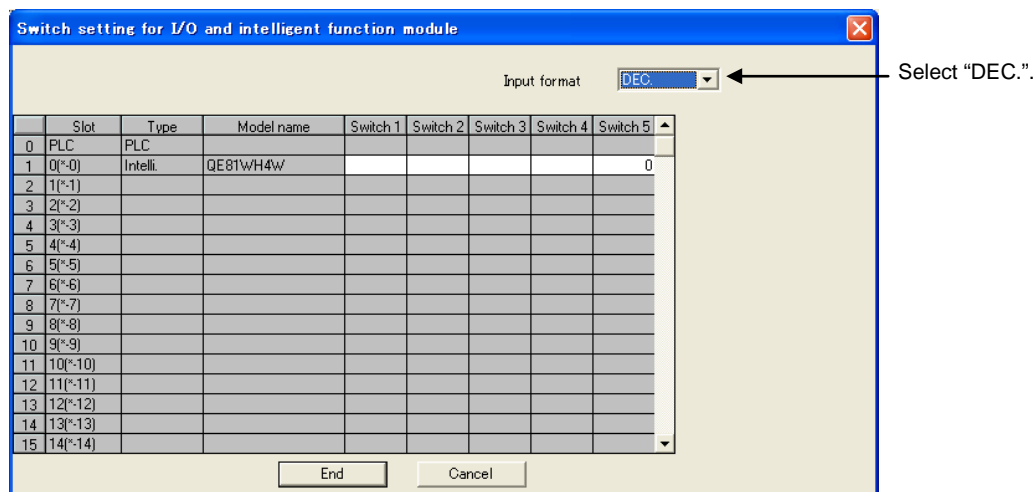 Switch setting for I/O and intelligent function module
Input format DEC. Select “DEC.”.
Slot Type Model name Switch 1 Switch 2 Switch 3 Switch 4 Switch 5
0 PLC PLC
1 0(*-0) Intelli. QE81WH4W 0
2 1(*-1)
3 2(*-2)
4 3(*-3)
5 4(*-4)
6 5(*-5)
7 6(*-6)
8 7(*-7)
9 8(*-8)
10 9(*-9)
11 10(*-10)
12 11(*-11)
13 12(*-12)
14 13(*-13)
15 14(*-14)
End Cancel